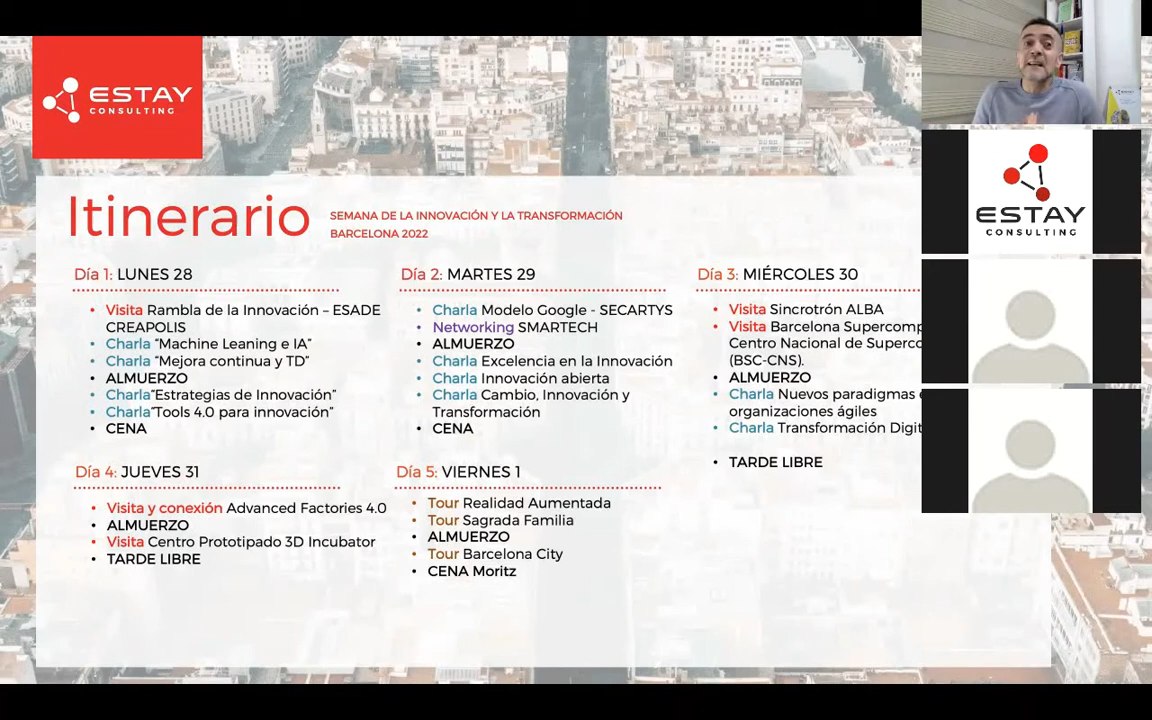 ESTAY
CONSULTING
ESTAY
CONSULTING
Itinerario
SEMANA DE LA INNOVACIÓN Y LA TRANSFORMACIÓN
BARCELONA 2022
Día 1: LUNES 28
• Visita Rambla de la Innovación – ESADE
CREAPOLIS
• Charla “Machine Leaning e IA”
• Charla “Mejora continua y TD”
• ALMUERZO
• Charla“Estrategias de Innovación”
• Charla“Tools 4.0 para innovación”
• CENA
Día 2: MARTES 29
• Charla Modelo Google - SECARTYS
• Networking SMARTECH
• ALMUERZO
• Charla Excelencia en la Innovación
• Charla Innovación abierta
• Charla Cambio, Innovación y
Transformación
• CENA
Día 3: MIÉRCOLES 30
• Visita Sincrotrón ALBA
• Visita Barcelona
Centro Nacional de
(BSC-CNS).
• ALMUERZO
• Charla Nuevos paradigmas
organizaciones ágiles
• Charla Transformación
• TARDE LIBRE
Día 4: JUEVES 31
• Visita y conexión Advanced Factories 4.0
• ALMUERZO
• Visita Centro Prototipado 3D Incubator
• TARDE LIBRE
Día 5: VIERNES 1
• Tour Realidad Aumentada
• Tour Sagrada Familia
• ALMUERZO
• Tour Barcelona City
• CENA Moritz